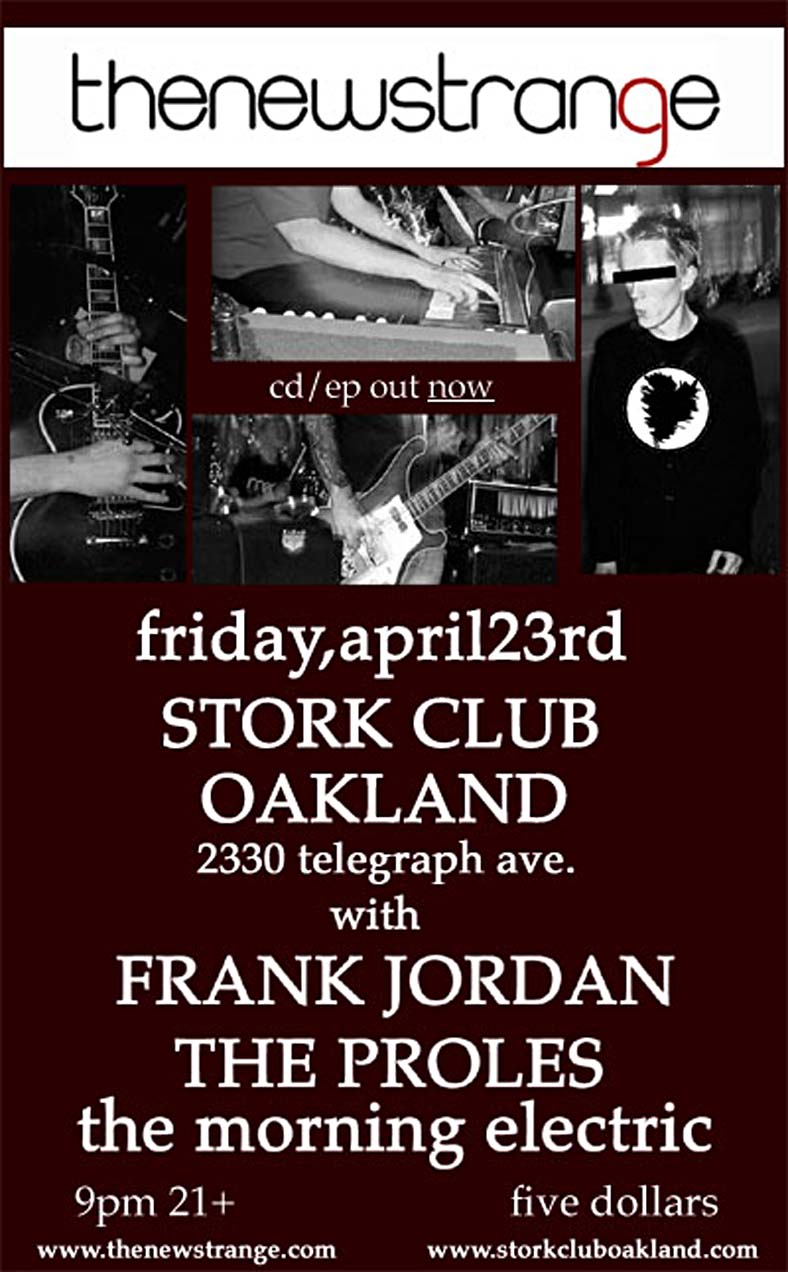 thenewstrange
cd/ep out now
friday,april23rd
STORK CLUB
OAKLAND
2330 telegraph ave.
with
FRANK JORDAN
THE PROLES
the morning electric
9pm 21+ five dollars
www.thenewstrange.com www.storkcluboakland.com